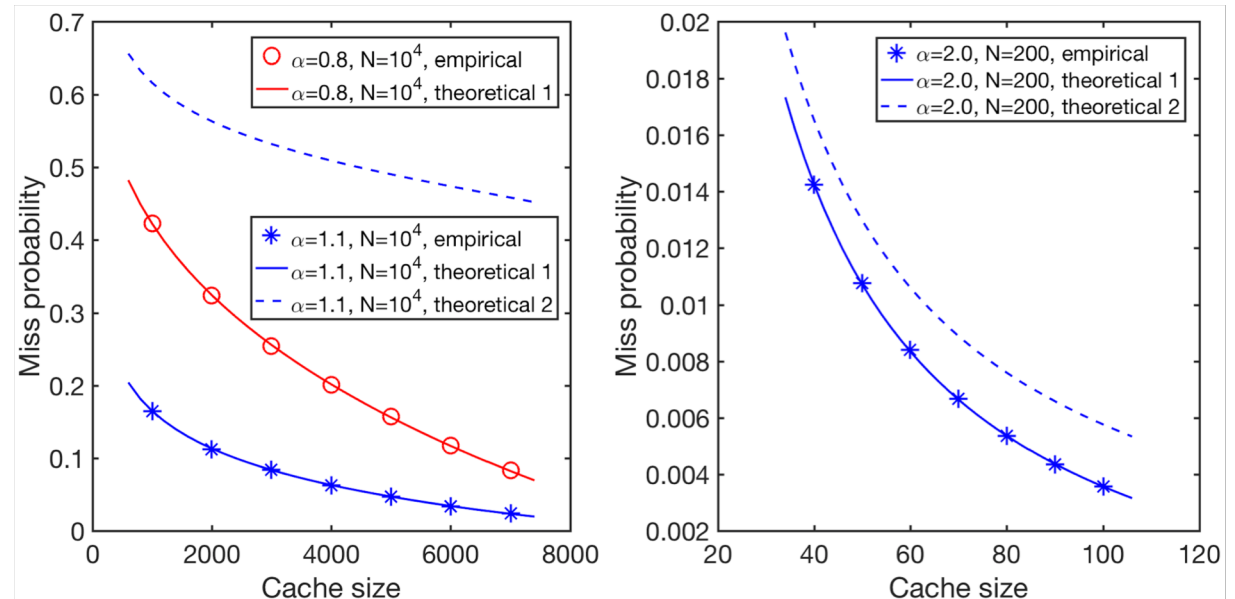 0.7
0.6
0.5
0.4
0.3
0.2
0.1
0
Miss probability
α=0.8, N=10⁴, empirical
α=0.8, N=10⁴, theoretical 1
α=1.1, N=10⁴, empirical
α=1.1, N=10⁴, theoretical 1
α=1.1, N=10⁴, theoretical 2
0 2000 4000 6000 8000
Cache size
0.02
0.018
0.016
0.014
0.012
0.01
0.008
0.006
0.004
0.002
Miss probability
α=2.0, N=200, empirical
α=2.0, N=200, theoretical 1
α=2.0, N=200, theoretical 2
20 40 60 80 100 120
Cache size